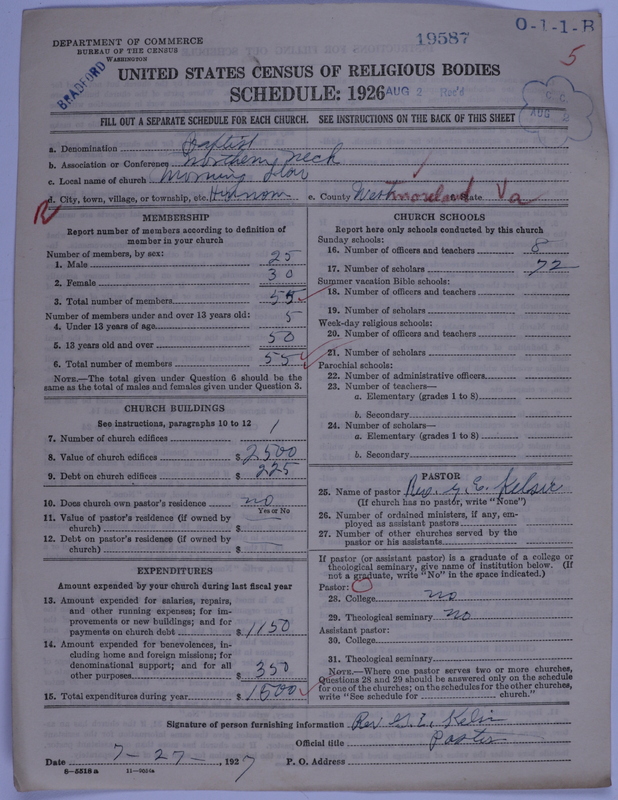 O-1-1-B
19587
5
DEPARTMENT OF COMMERCE
BUREAU OF THE CENSUS
WASHINGTON
BRADFORD
UNITED STATES CENSUS OF RELIGIOUS BODIES
SCHEDULE: 1926
AUG 2 Rec'd
AUG 2
FILL OUT A SEPARATE SCHEDULE FOR EACH CHURCH. SEE INSTRUCTIONS ON THE BACK OF THIS SHEET
a. Denomination Baptist
b. Association or Conference Northern Neck
c. Local name of church Morning Star
d. City, town, village, or township, etc. Hinnom e. County Westmoreland State Va
MEMBERSHIP
Report number of members according to definition of
member in your church
Number of members, by sex:
1. Male 25
2. Female 30
3. Total number of members 55
Number of members under and over 13 years old:
4. Under 13 years of age 5
5. 13 years old and over 50
6. Total number of members 55
NOTE.—The total given under Question 6 should be the
same as the total of males and females given under Question 3.
CHURCH BUILDINGS
See instructions, paragraphs 10 to 12
7. Number of church edifices 1
8. Value of church edifices $ 2500
9. Debt on church edifices $ 225
10. Does church own pastor's residence? no
Yes or No
11. Value of pastor's residence (if owned by
church) $
12. Debt on pastor's residence (if owned by
church) $
EXPENDITURES
Amount expended by your church during last fiscal year
13. Amount expended for salaries, repairs,
and other running expenses; for im-
provements or new buildings; and for
payments on church debt $ 1150
14. Amount expended for benevolences, in-
cluding home and foreign missions; for
denominational support; and for all
other purposes $ 350
15. Total expenditures during year $ 1500
CHURCH SCHOOLS
Report here only schools conducted by this church
Sunday schools:
16. Number of officers and teachers 8
17. Number of scholars 72
Summer vacation Bible schools:
18. Number of officers and teachers
19. Number of scholars
Week-day religious schools:
20. Number of officers and teachers
21. Number of scholars
Parochial schools:
22. Number of administrative officers
23. Number of teachers—
a. Elementary (grades 1 to 8)
b. Secondary
24. Number of scholars—
a. Elementary (grades 1 to 8)
b. Secondary
PASTOR
25. Name of pastor Rev. G. E. Kelsie
(If church has no pastor, write "None")
26. Number of ordained ministers, if any, em-
ployed as assistant pastors
27. Number of other churches served by the
pastor or his assistants
If pastor (or assistant pastor) is a graduate of a college or
theological seminary, give name of institution below. (If
not a graduate, write "No" in the space indicated.)
Pastor:
28. College no
29. Theological seminary no
Assistant pastor:
30. College
31. Theological seminary
NOTE.—Where one pastor serves two or more churches,
Questions 28 and 29 should be answered only on the schedule
for one of the churches; on the schedules for the other churches,
write "See schedule for church."
Signature of person furnishing information Rev. G. E. Kelsie
Official title Pastor
Date 7-27-, 1927 P. O. Address
8-5518a 11-9054a